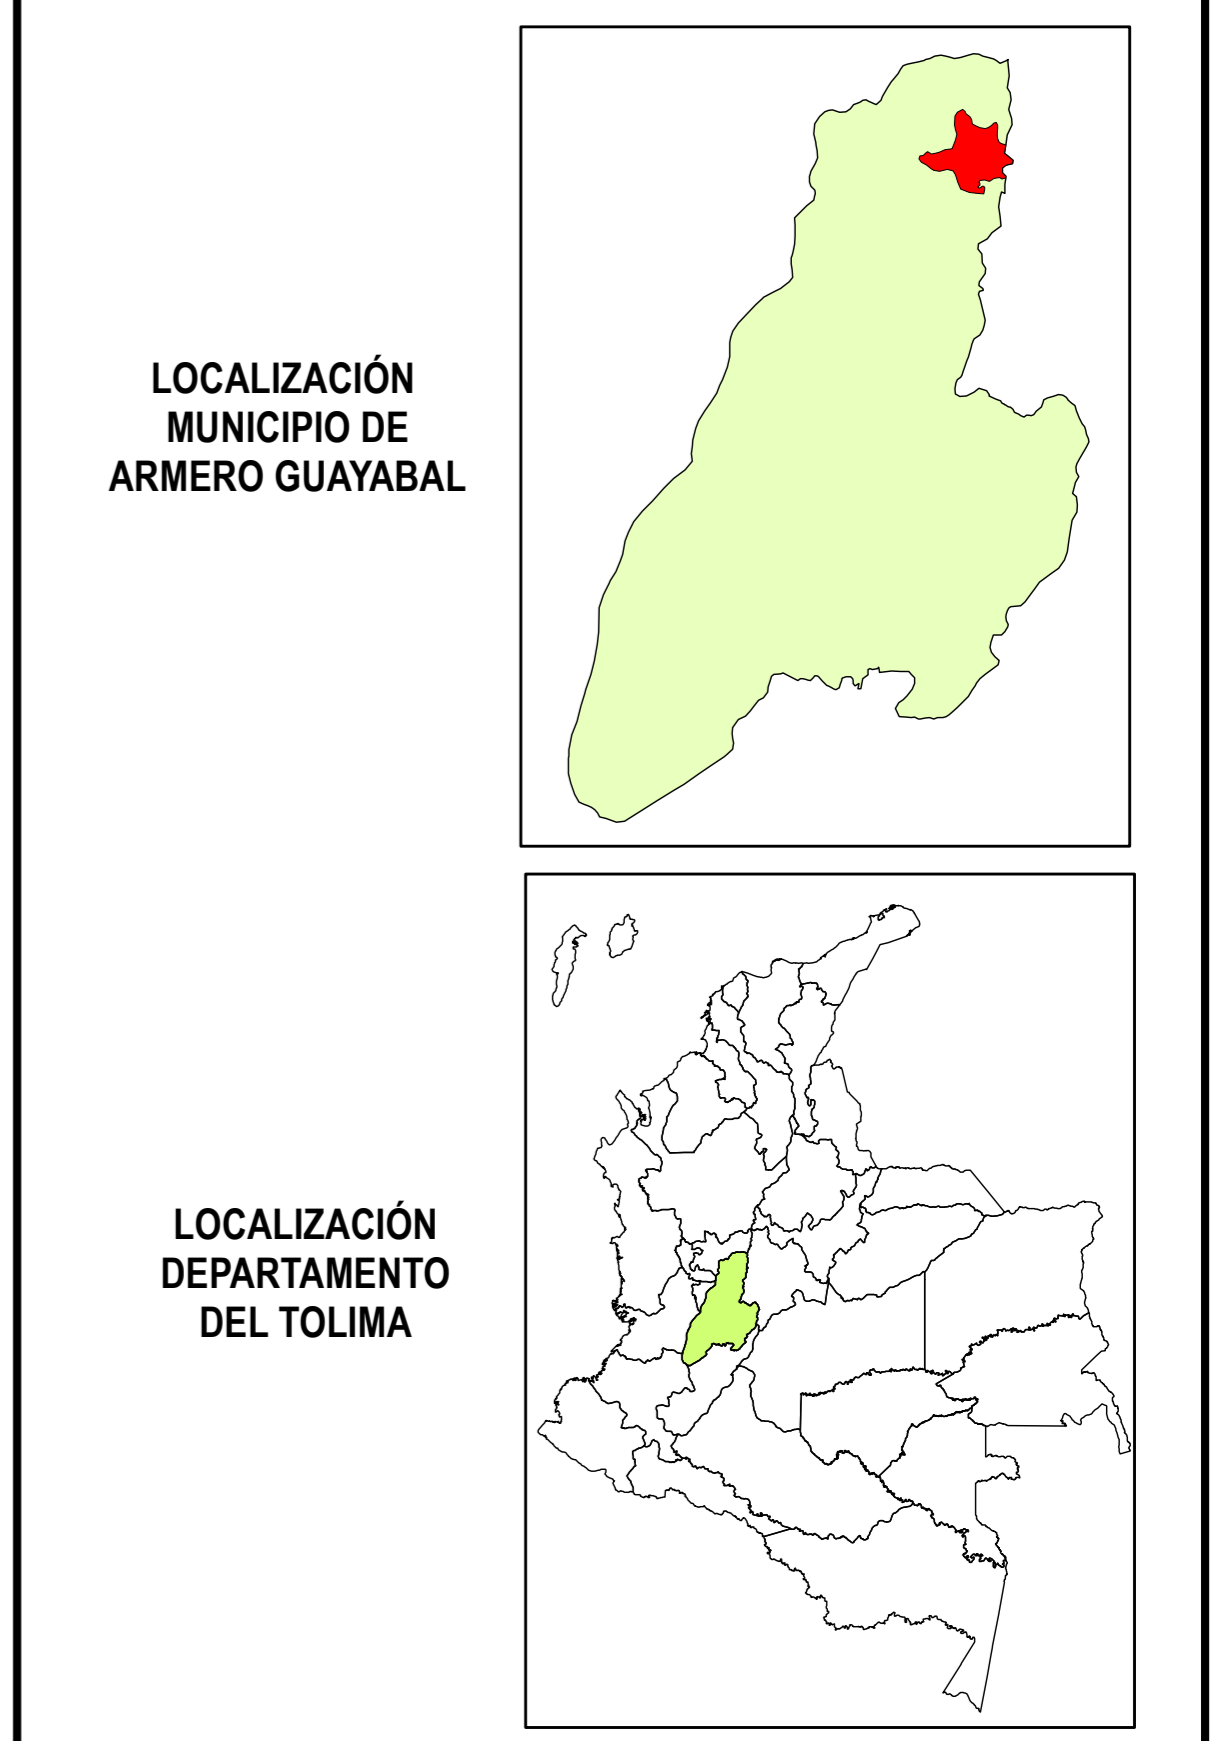 LOCALIZACIÓN
MUNICIPIO DE
ARMERO GUAYABAL
LOCALIZACIÓN
DEPARTAMENTO
DEL TOLIMA